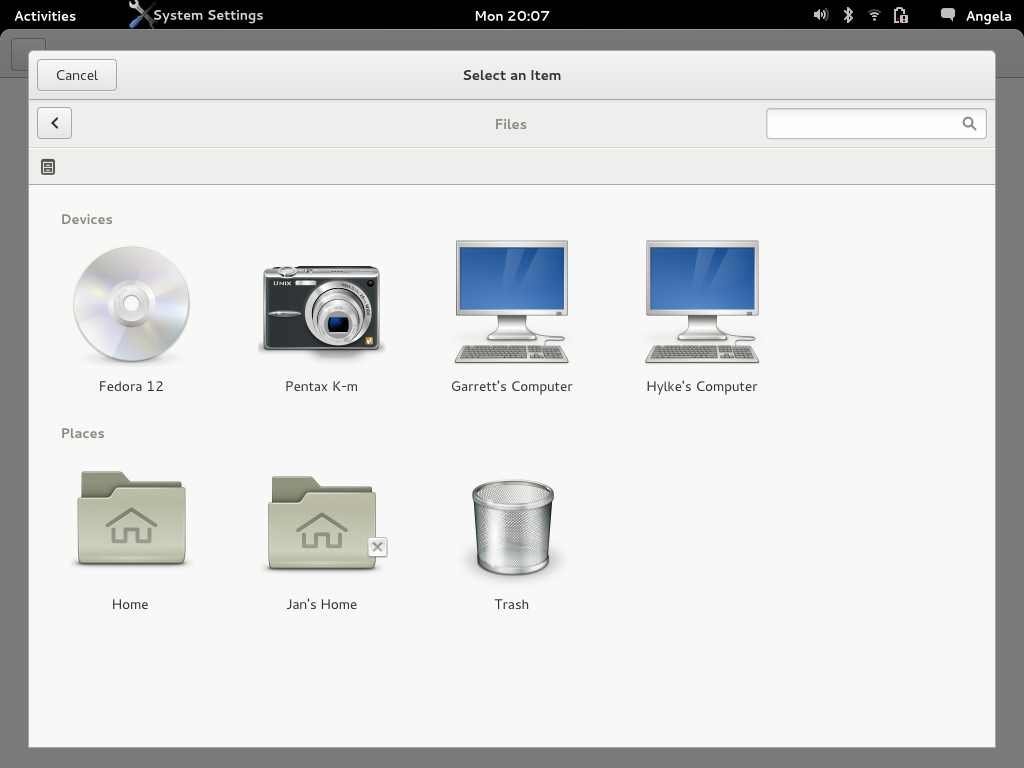 Activities System Settings Mon 20:07 Angela
Cancel Select an Item
Files
Devices
UNIX
Fedora 12 Pentax K-m Garrett's Computer Hylke's Computer
Places
Home Jan's Home Trash